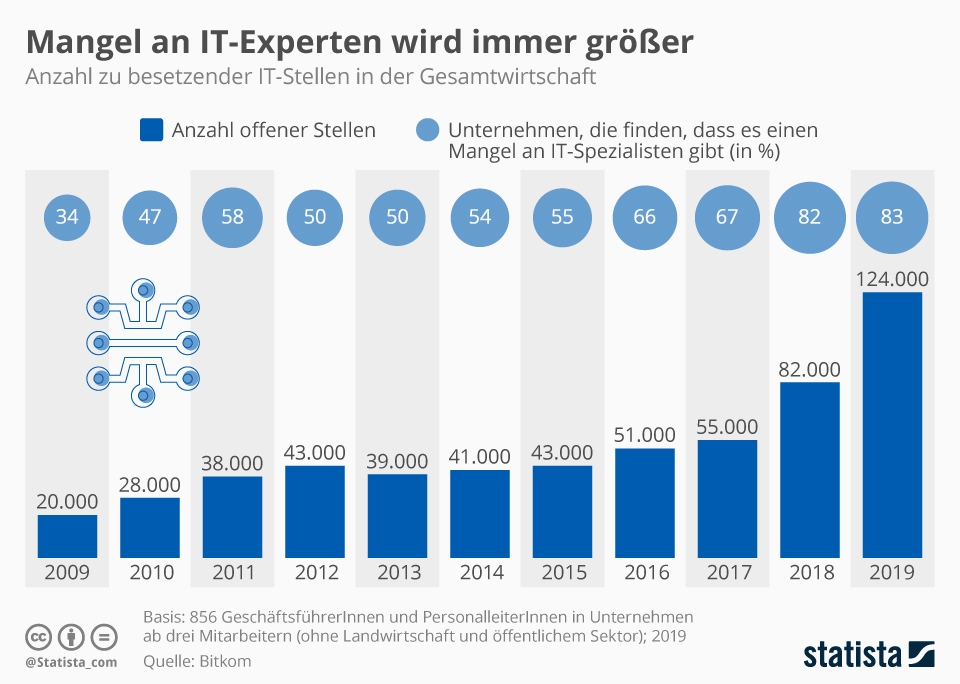 Mangel an IT-Experten wird immer größer
Anzahl zu besetzender IT-Stellen in der Gesamtwirtschaft
Anzahl offener Stellen
Unternehmen, die finden, dass es einen
Mangel an IT-Spezialisten gibt (in %)
34 47 58 50 50 54 55 66 67 82 83
20.000 28.000 38.000 43.000 39.000 41.000 43.000 51.000 55.000 82.000 124.000
2009 2010 2011 2012 2013 2014 2015 2016 2017 2018 2019
Basis: 856 GeschäftsführerInnen und PersonalleiterInnen in Unternehmen
ab drei Mitarbeitern (ohne Landwirtschaft und öffentlichem Sektor); 2019
Quelle: Bitkom
cc
@Statista_com
statista